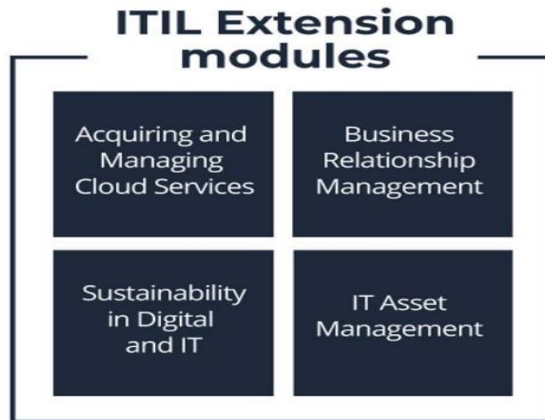 ITIL Extension
modules
Acquiring and
Managing
Cloud Services
Business
Relationship
Management
Sustainability
in Digital
and IT
IT Asset
Management